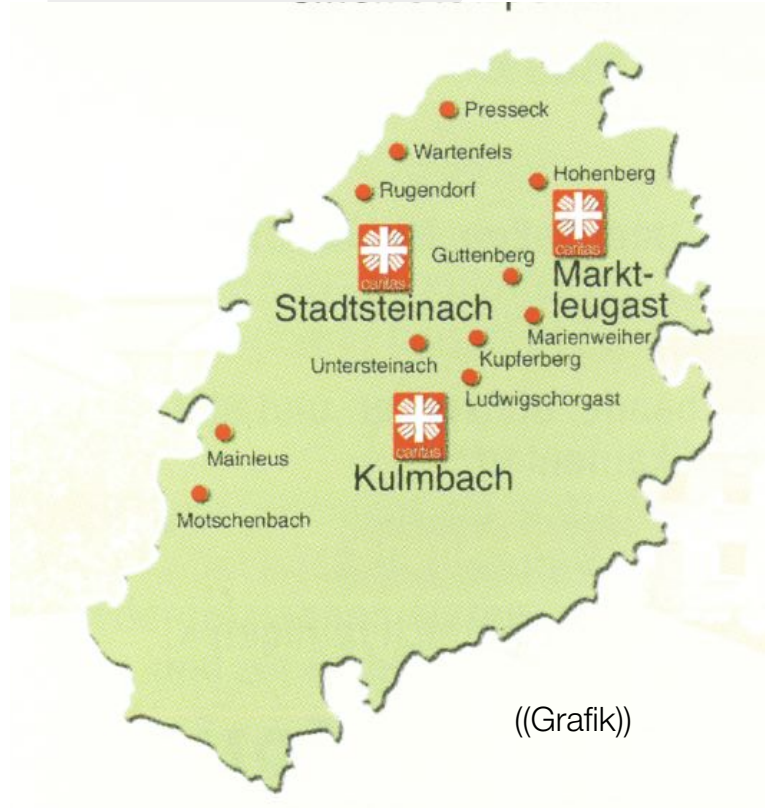 Presseck
Wartenfels
Hohenberg
Rugendorf
caritas
Guttenberg
caritas
Markt-
leugast
Stadtsteinach
Marienweiher
Untersteinach
Kupferberg
Ludwigschorgast
caritas
Mainleus
Kulmbach
Motschenbach
((Grafik))